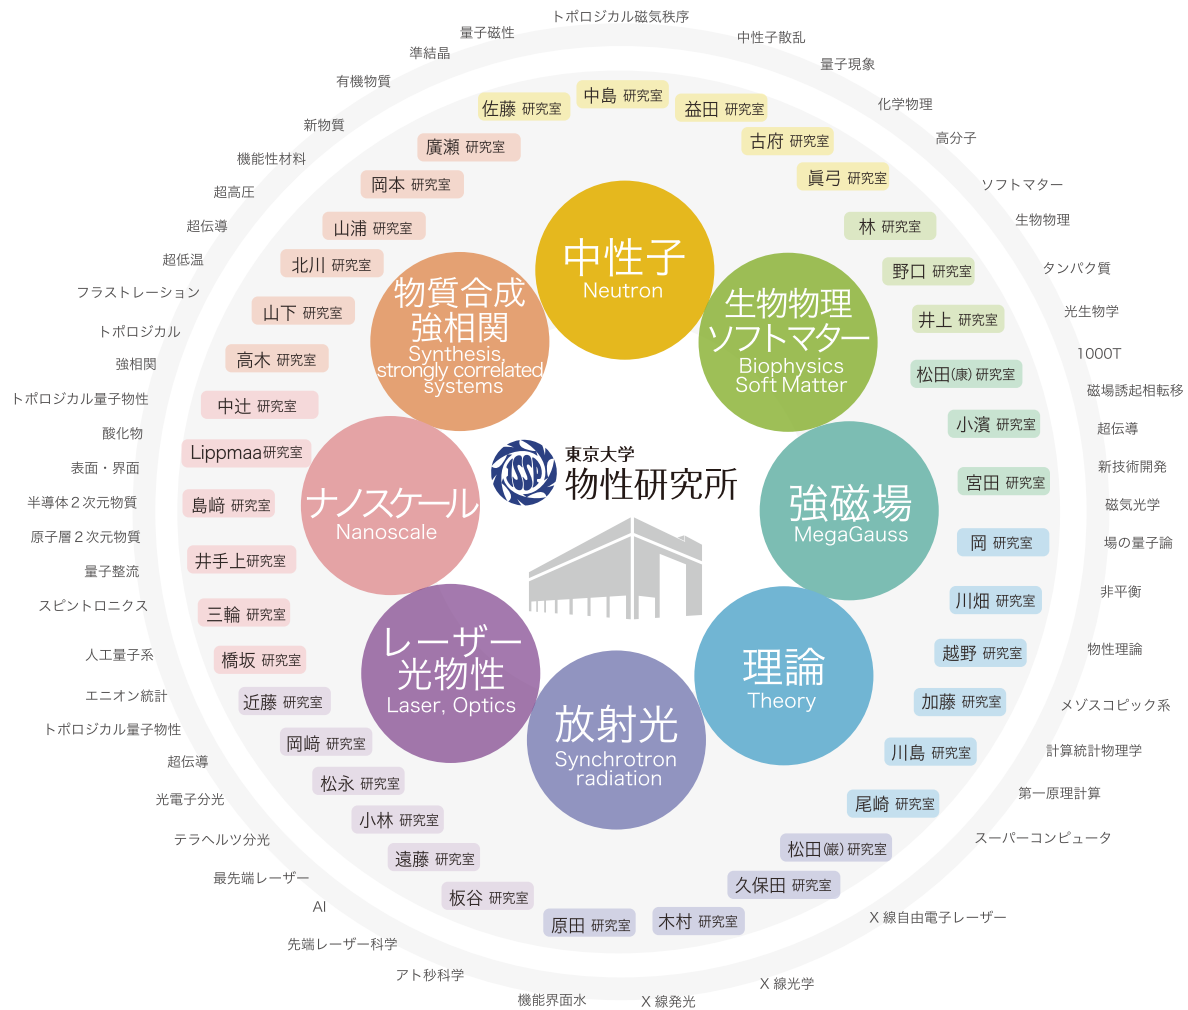 トポロジカル磁気秩序
量子磁性
中性子散乱
準結晶
量子現象
有機物質
化学物理
新物質
高分子
機能性材料
ソフトマター
超高圧
生物物理
超伝導
タンパク質
超低温
光生物学
フラストレーション
1000T
トポロジカル
磁場誘起相転移
強相関
超伝導
トポロジカル量子物性
新技術開発
酸化物
磁気光学
表面・界面
場の量子論
半導体２次元物質
非平衡
原子層２次元物質
物性理論
量子整流
メゾスコピック系
スピントロニクス
計算統計物理学
人工量子系
第一原理計算
エニオン統計
スーパーコンピュータ
トポロジカル量子物性
X 線自由電子レーザー
超伝導
X 線光学
光電子分光
X 線発光
テラヘルツ分光
機能界面水
最先端レーザー
アト秒科学
AI
先端レーザー科学
佐藤 研究室
中島 研究室
益田 研究室
古府 研究室
眞弓 研究室
林 研究室
野口 研究室
井上 研究室
松田(康) 研究室
小濱 研究室
宮田 研究室
岡 研究室
川畑 研究室
越野 研究室
加藤 研究室
川島 研究室
尾崎 研究室
松田(巌) 研究室
久保田 研究室
木村 研究室
原田 研究室
板谷 研究室
遠藤 研究室
小林 研究室
松永 研究室
岡﨑 研究室
近藤 研究室
橋坂 研究室
三輪 研究室
井手上研究室
島﨑 研究室
Lippmaa研究室
中辻 研究室
高木 研究室
山下 研究室
北川 研究室
山浦 研究室
岡本 研究室
廣瀬 研究室
中性子
Neutron
生物物理
ソフトマター
Biophysics
Soft Matter
強磁場
MegaGauss
理論
Theory
放射光
Synchrotron
radiation
レーザー
光物性
Laser, Optics
ナノスケール
Nanoscale
物質合成
強相関
Synthesis,
strongly correlated
systems
ISSP
東京大学
物性研究所